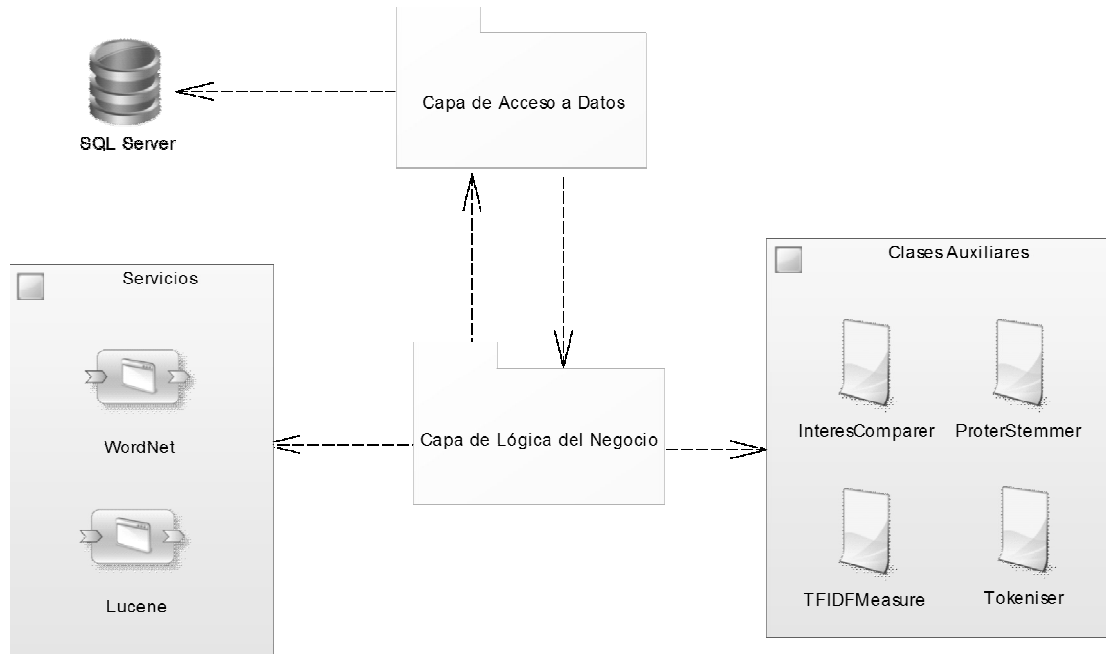 Capa de Acceso a Datos
SQL Server
Clases Auxiliares
Servicios
InteresComparer
ProterStemmer
Capa de Lógica del Negocio
WordNet
TFIDFMeasure
Tokeniser
Lucene